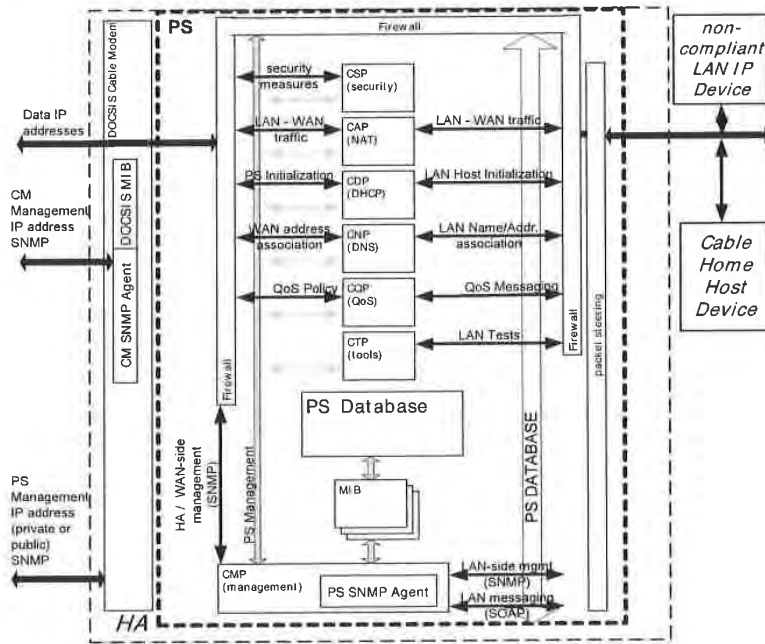 PS
Firewall
non-
compliant
LAN IP
Device
DOCSIS Cable Modem
security
measures
CSP
(security)
Data IP
addresses
LAN - WAN
traffic
CAP
(NAT)
LAN - WAN traffic
PS Initialization
CDP
(DHCP)
LAN Host Initialization
CM
Management
IP address
SNMP
DOCSIS MIB
CM SNMP Agent
WAN address
association
CNP
(DNS)
LAN Name/Addr.
association
Cable
Home
Host
Device
QoS Policy
CQP
(QoS)
QoS Messaging
CTP
(tools)
LAN Tests
Firewall
Firewall
packet steering
PS Database
HA / WAN-side
management
(SNMP)
PS Management
PS DATABASE
MIB
PS
Management
IP address
(private or
public)
SNMP
CMP
(management)
PS SNMP Agent
LAN-side mgmt
(SNMP)
LAN messaging
(SOAP)
HA